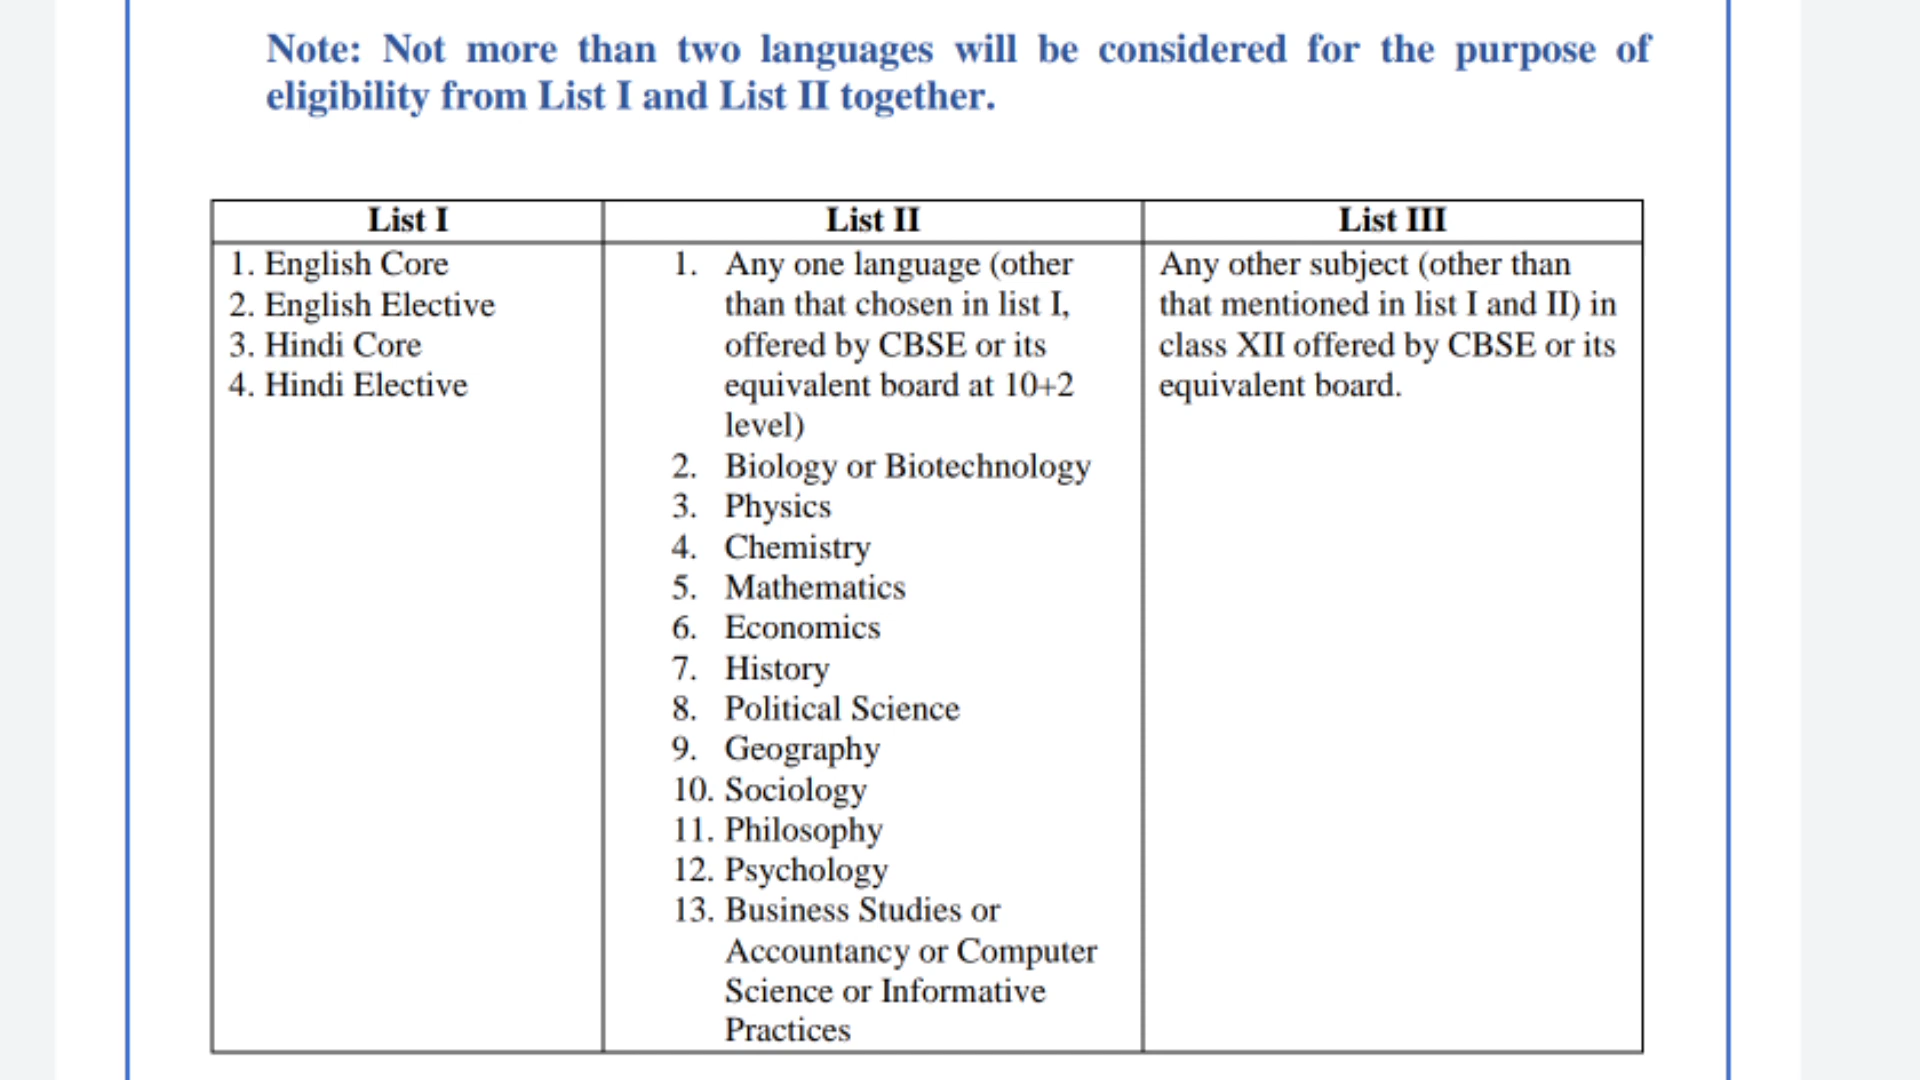 Note: Not more than two languages will be considered for the purpose of
eligibility from List I and List II together.
List I
List II
List III
1. English Core
2. English Elective
3. Hindi Core
4. Hindi Elective
1. Any one language (other
than that chosen in list I,
offered by CBSE or its
equivalent board at 10+2
level)
2. Biology or Biotechnology
3. Physics
4. Chemistry
5. Mathematics
6. Economics
7. History
8. Political Science
9. Geography
10. Sociology
11. Philosophy
12. Psychology
13. Business Studies or
Accountancy or Computer
Science or Informative
Practices
Any other subject (other than
that mentioned in list I and II) in
class XII offered by CBSE or its
equivalent board.